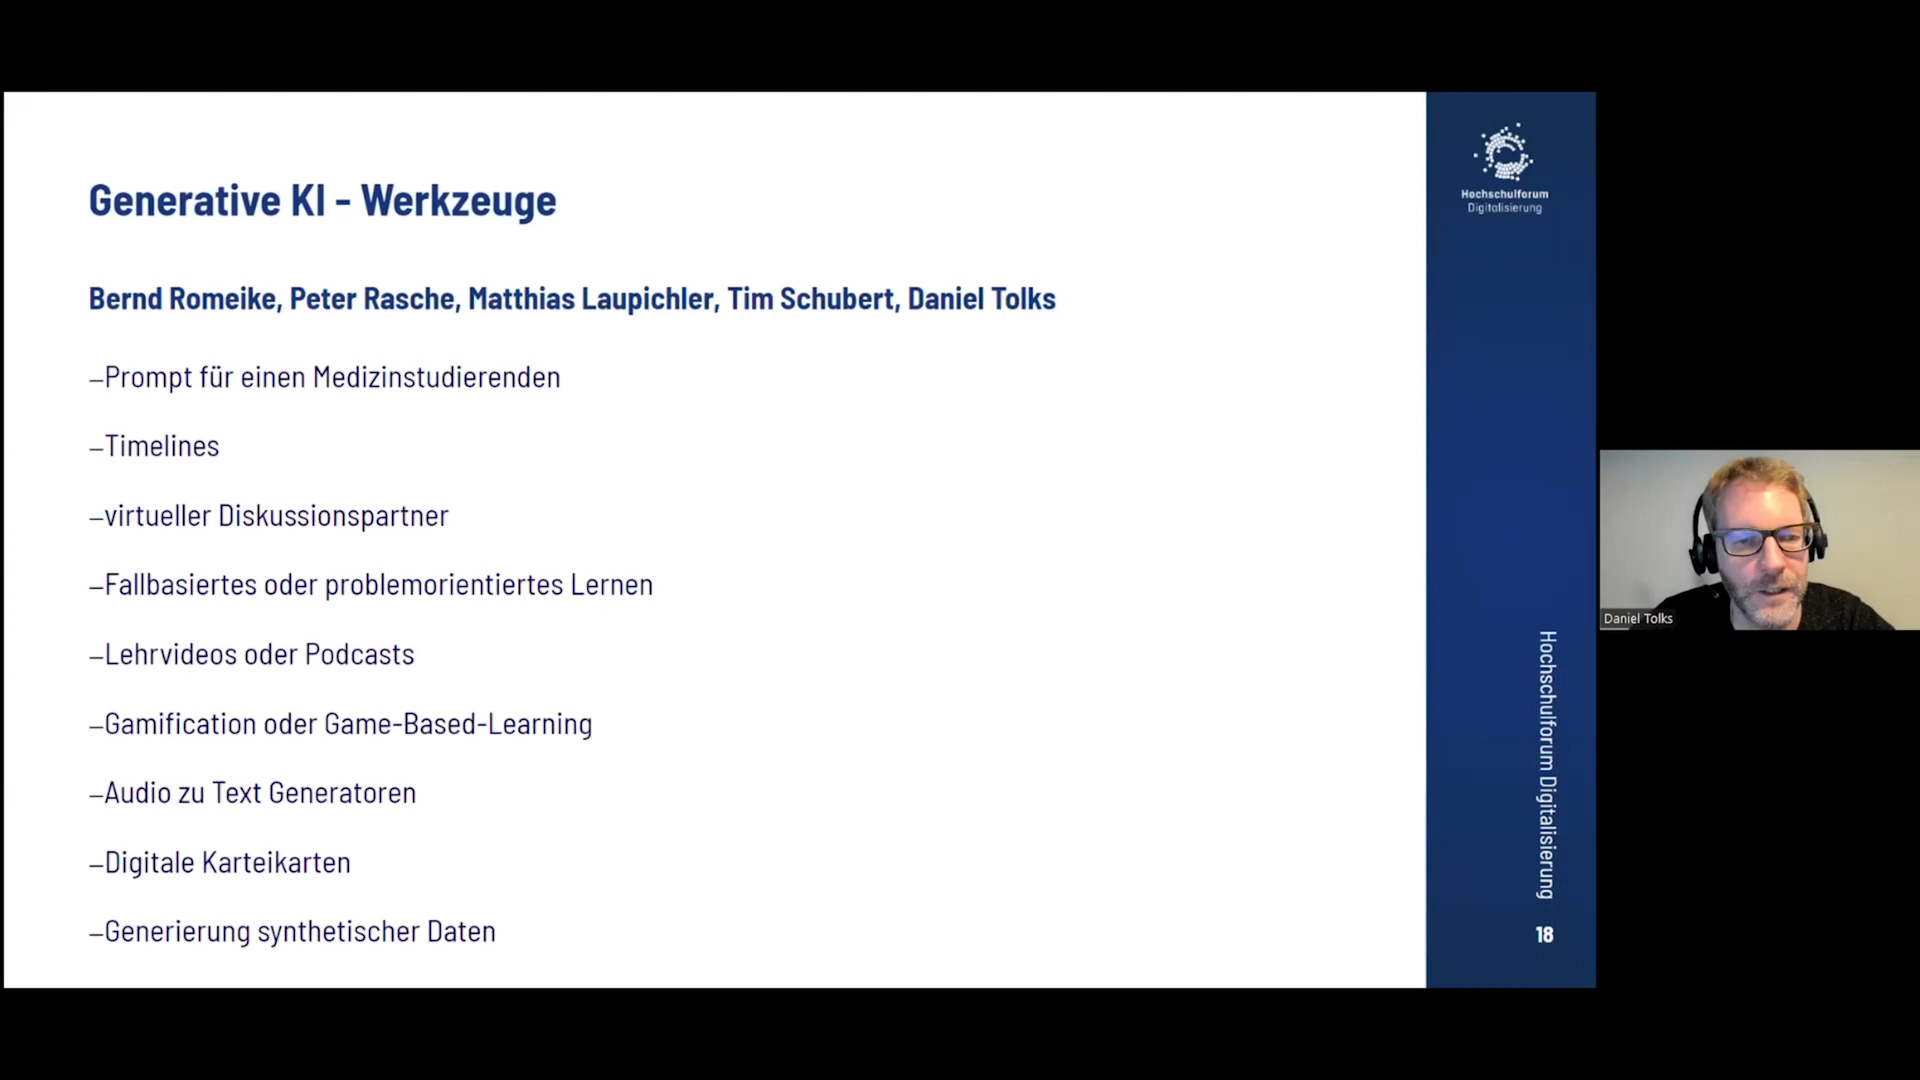 Generative KI - Werkzeuge
Bernd Romeike, Peter Rasche, Matthias Laupichler, Tim Schubert, Daniel Tolks
–Prompt für einen Medizinstudierenden
–Timelines
–virtueller Diskussionspartner
–Fallbasiertes oder problemorientiertes Lernen
–Lehrvideos oder Podcasts
–Gamification oder Game-Based-Learning
–Audio zu Text Generatoren
–Digitale Karteikarten
–Generierung synthetischer Daten
Hochschulforum
Digitalisierung
Hochschulforum Digitalisierung
18
Daniel Tolks